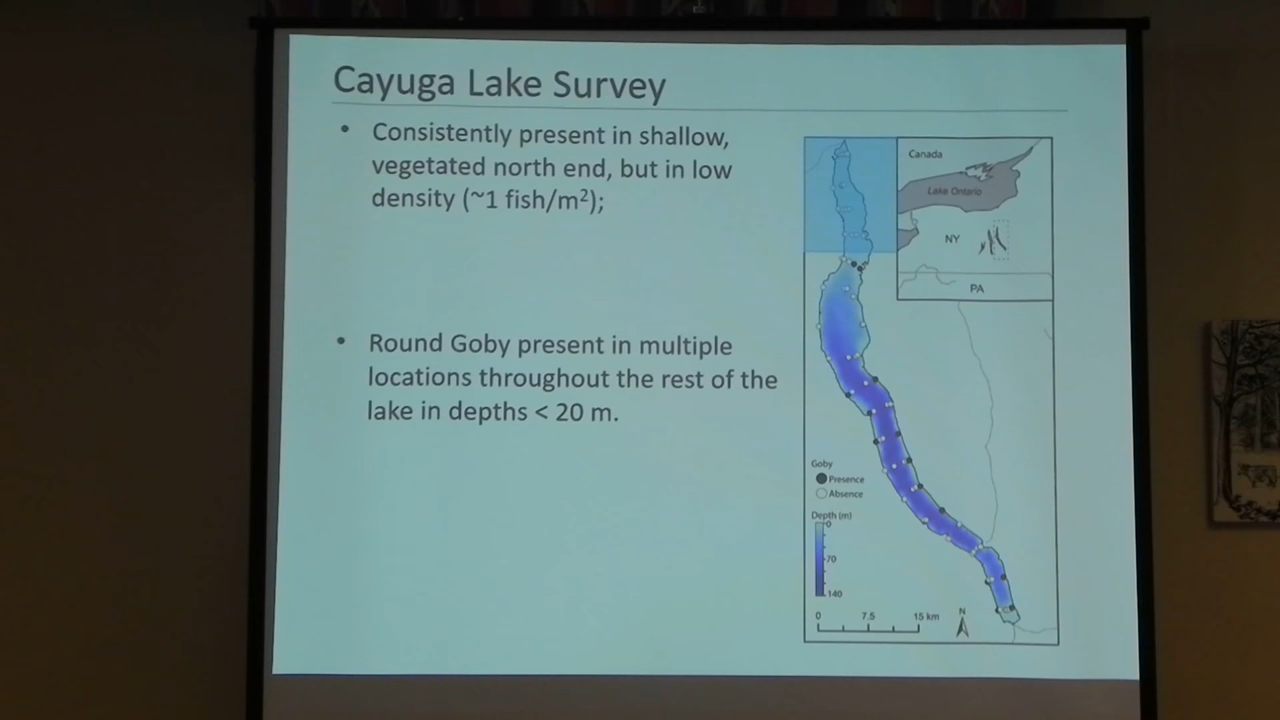 Cayuga Lake Survey
• Consistently present in shallow,
vegetated north end, but in low
density (~1 fish/m²);
• Round Goby present in multiple
locations throughout the rest of the
lake in depths < 20 m.
Canada
Lake Ontario
NY
PA
Goby
Presence
Absence
Depth (m)
0
70
140
0 7.5 15 km
N